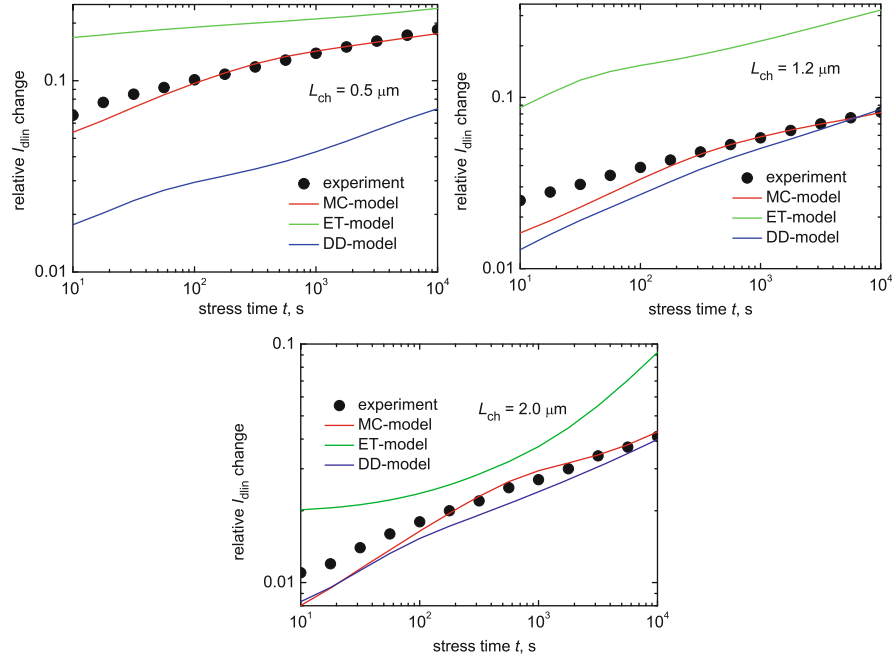 0.1
0.01
relative I_dlin change
L_ch = 0.5 μm
experiment
MC-model
ET-model
DD-model
10^1 10^2 10^3 10^4
stress time t, s
0.1
0.01
relative I_dlin change
L_ch = 1.2 μm
experiment
MC-model
ET-model
DD-model
10^1 10^2 10^3 10^4
stress time t, s
0.1
0.01
relative I_dlin change
L_ch = 2.0 μm
experiment
MC-model
ET-model
DD-model
10^1 10^2 10^3 10^4
stress time t, s